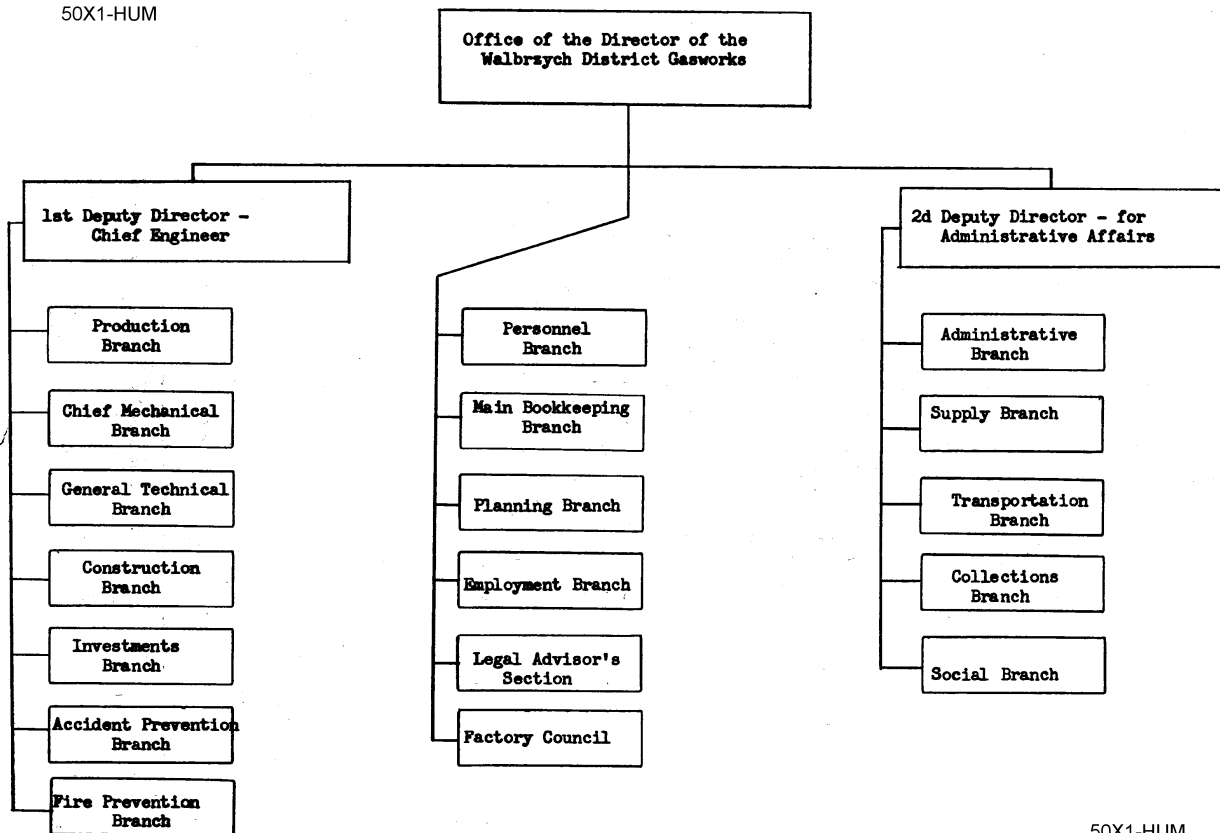 50X1-HUM
Office of the Director of the
Walbrzych District Gasworks
1st Deputy Director -
Chief Engineer
Production
Branch
Chief Mechanical
Branch
General Technical
Branch
Construction
Branch
Investments
Branch
Accident Prevention
Branch
Fire Prevention
Branch
Personnel
Branch
Main Bookkeeping
Branch
Planning Branch
Employment Branch
Legal Advisor's
Section
Factory Council
2d Deputy Director - for
Administrative Affairs
Administrative
Branch
Supply Branch
Transportation
Branch
Collections
Branch
Social Branch
50X1-HUM